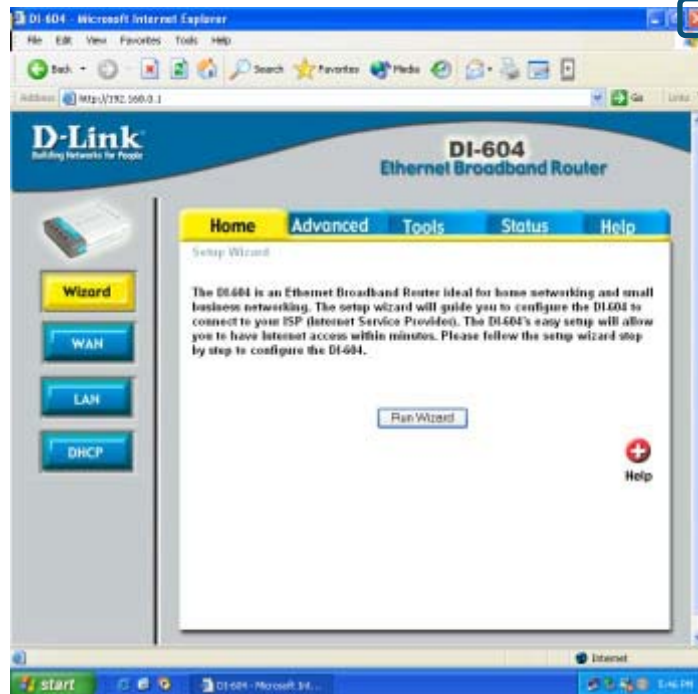 DI-604 - Microsoft Internet Explorer
File Edit View Favorites Tools Help
Back Search Favorites Media
Address http://192.168.0.1 Go Links
D-Link
Building Networks for People
DI-604
Ethernet Broadband Router
Home Advanced Tools Status Help
Setup Wizard
Wizard
WAN
LAN
DHCP
The DI-604 is an Ethernet Broadband Router ideal for home networking and small
business networking. The setup wizard will guide you to configure the DI-604 to
connect to your ISP (Internet Service Provider). The DI-604's easy setup will allow
you to have Internet access within minutes. Please follow the setup wizard step
by step to configure the DI-604.
Run Wizard
Help
Internet
start
DI-604 - Microsoft Int...